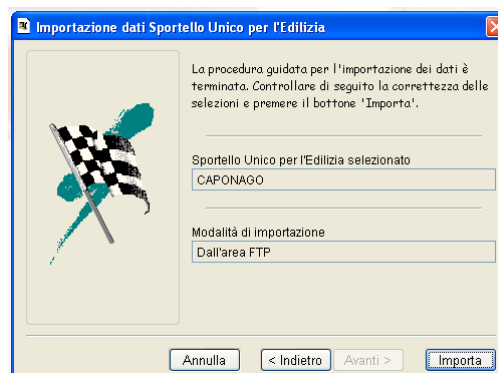 Importazione dati Sportello Unico per l'Edilizia
La procedura guidata per l'importazione dei dati è
terminata. Controllare di seguito la correttezza delle
selezioni e premere il bottone 'Importa'.
Sportello Unico per l'Edilizia selezionato
CAPONAGO
Modalità di importazione
Dall'area FTP
Annulla
< Indietro
Avanti >
Importa